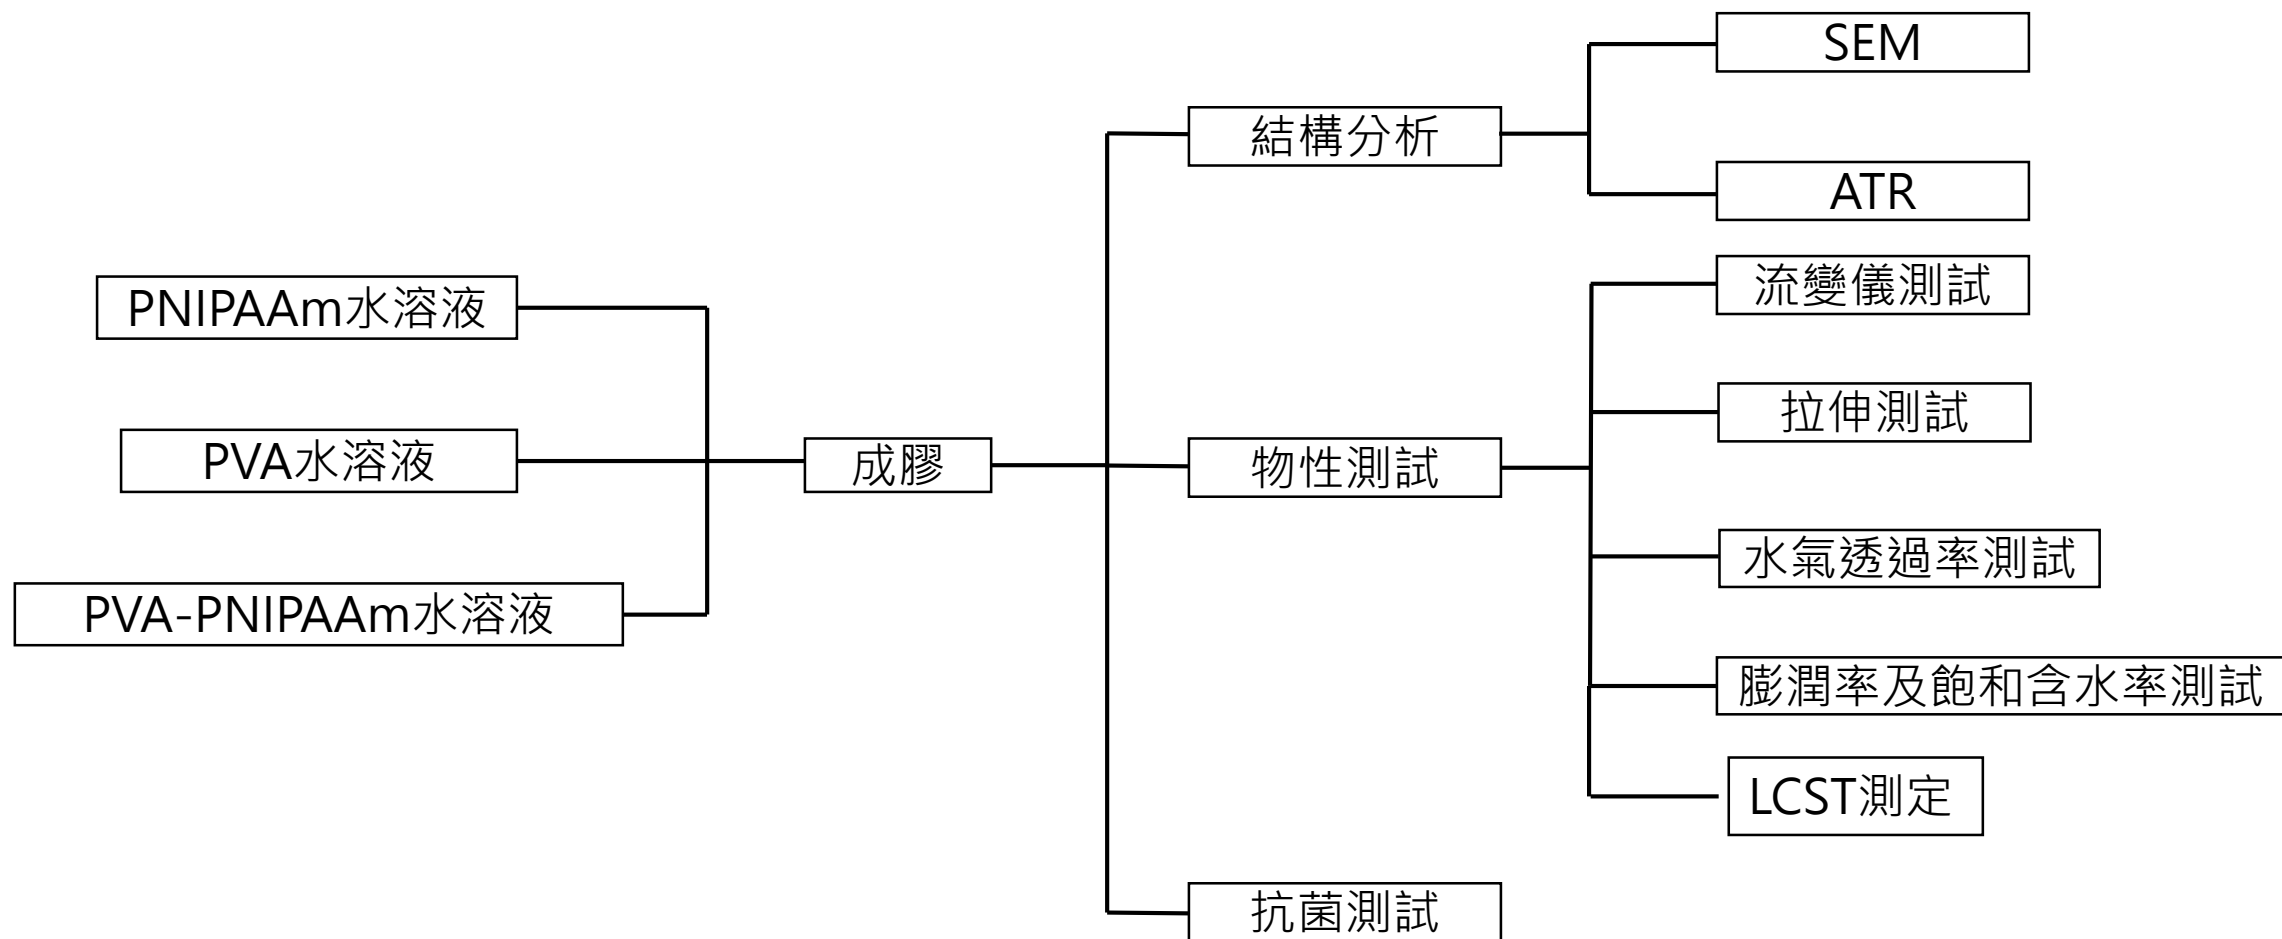 PNIPAAm水溶液
PVA水溶液
PVA-PNIPAAm水溶液
成膠
結構分析
物性測試
抗菌測試
SEM
ATR
流變儀測試
拉伸測試
水氣透過率測試
膨潤率及飽和含水率測試
LCST測定